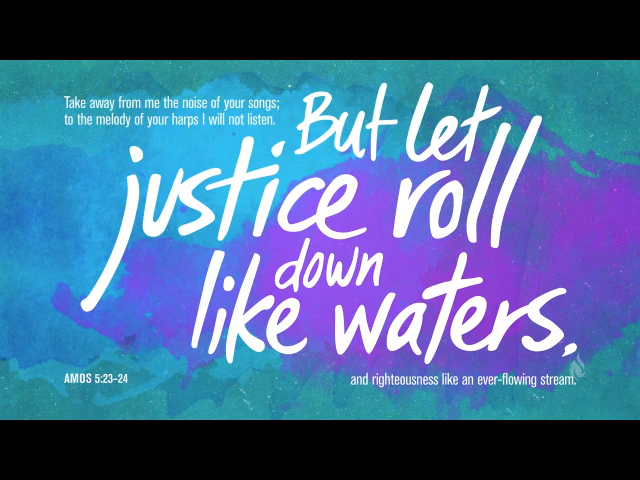 Take away from me the noise of your songs;
to the melody of your harps I will not listen.
But let
justice roll
down
like waters,
and righteousness like an ever-flowing stream.
AMOS 5:23–24